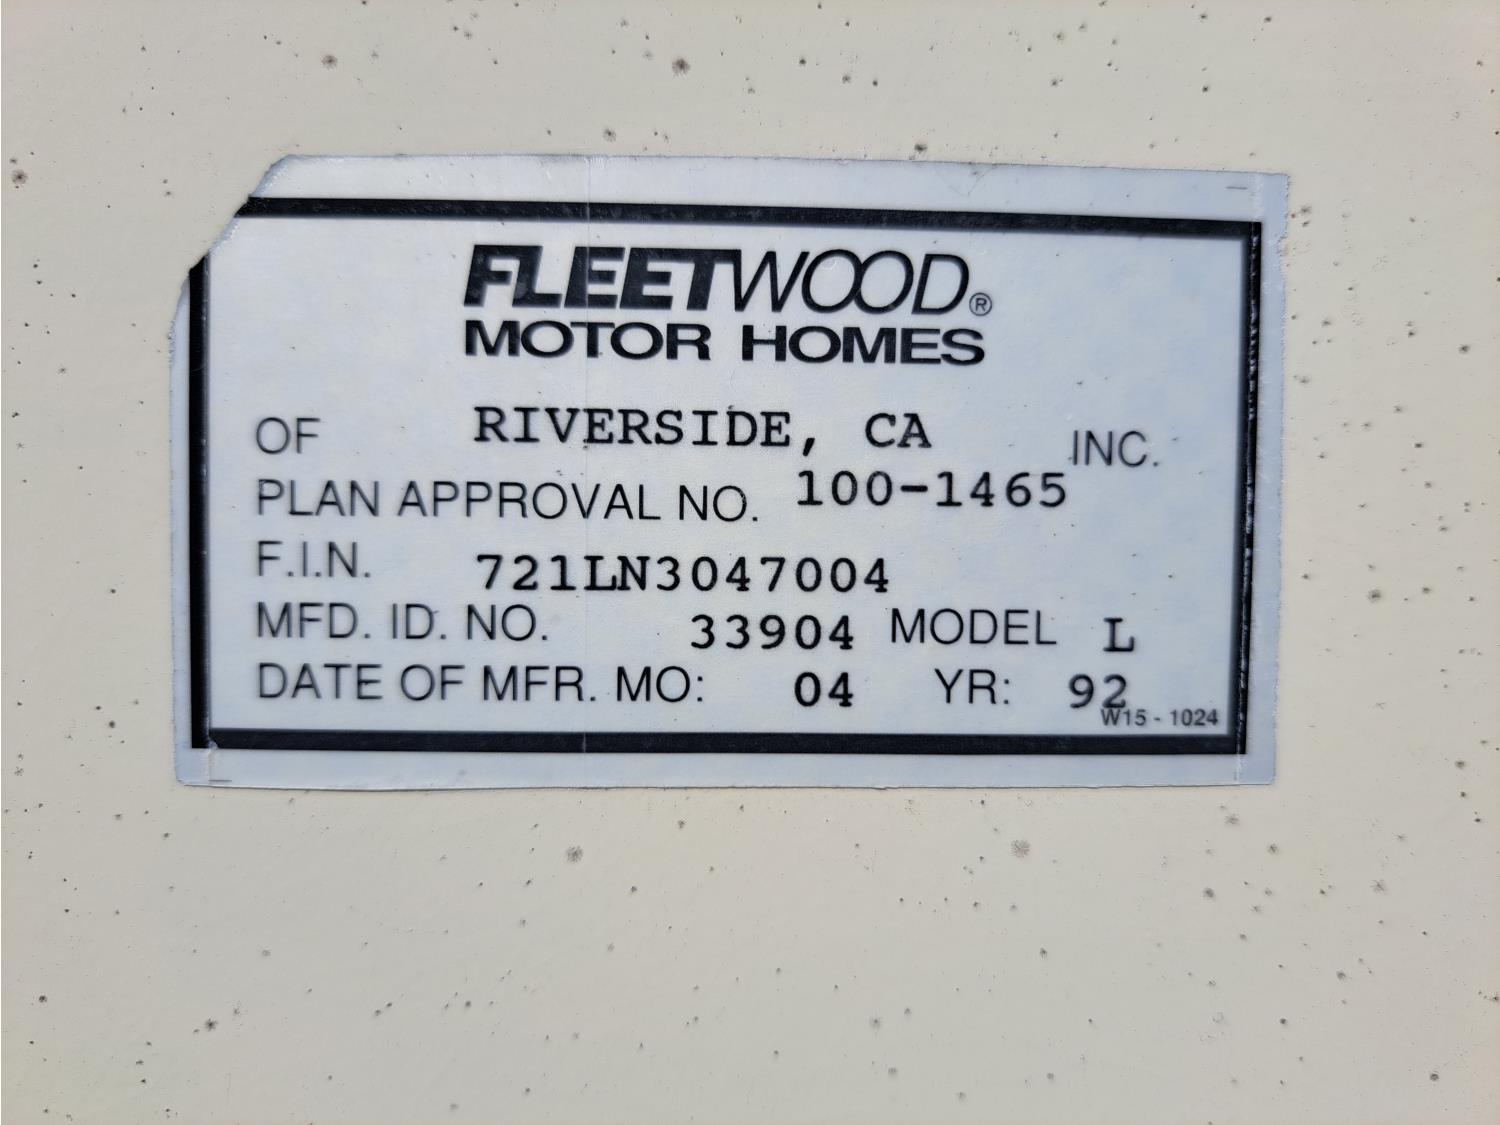 FLEETWOOD®
MOTOR HOMES
OF RIVERSIDE, CA INC.
PLAN APPROVAL NO. 100-1465
F.I.N. 721LN3047004
MFD. ID. NO. 33904 MODEL L
DATE OF MFR. MO: 04 YR: 92
W15 - 1024